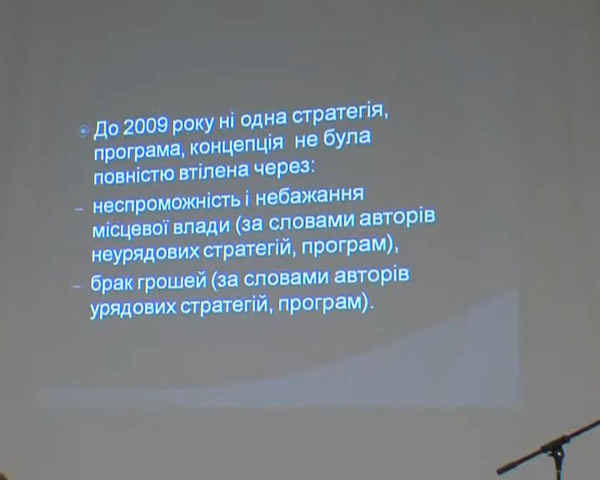 До 2009 року ні одна стратегія,
програма, концепція не була
повністю втілена через:
– неспроможність і небажання
місцевої влади (за словами авторів
неурядових стратегій, програм),
– брак грошей (за словами авторів
урядових стратегій, програм).